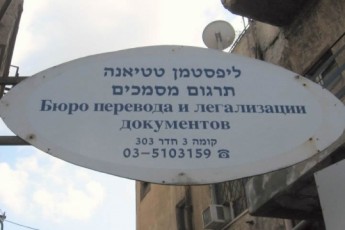 ליפסטמן טטיאנה
תרגום מסמכים
Бюро перевода и легализации
документов
קומה 3 חדר 303
03-5103159 ☎